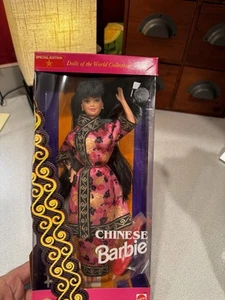 SPECIAL EDITION
Dolls of the World Collection
CHINESE
Barbie